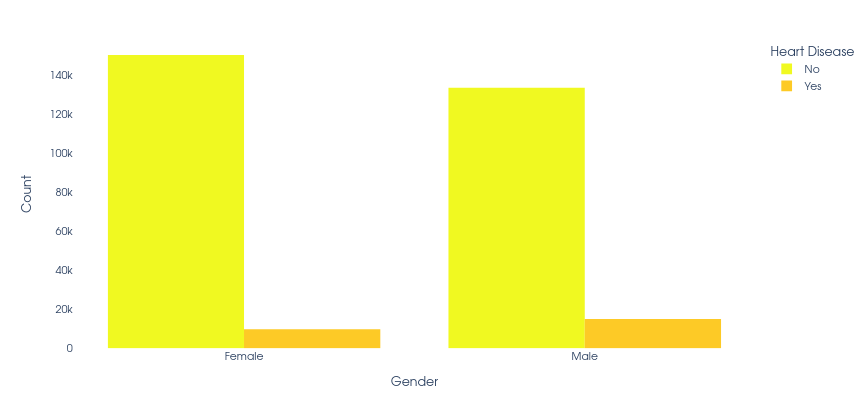 Heart Disease
No
Yes
Count
140k
120k
100k
80k
60k
40k
20k
0
Female
Male
Gender